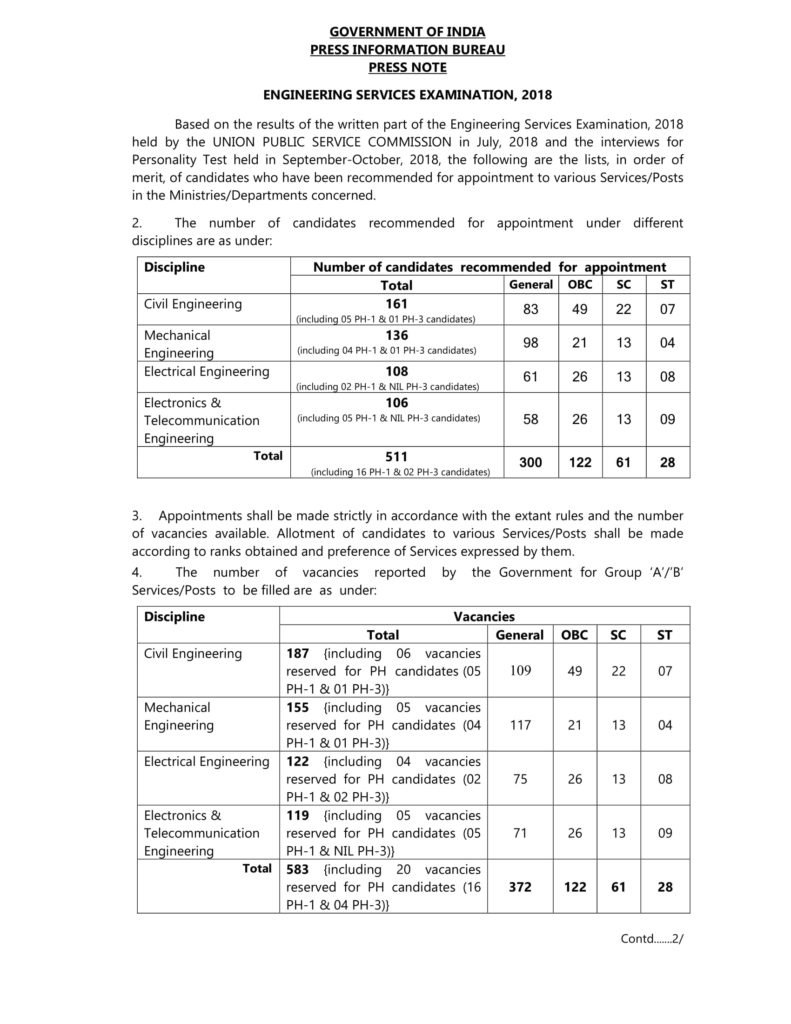 GOVERNMENT OF INDIA
PRESS INFORMATION BUREAU
PRESS NOTE
ENGINEERING SERVICES EXAMINATION, 2018
Based on the results of the written part of the Engineering Services Examination, 2018
held by the UNION PUBLIC SERVICE COMMISSION in July, 2018 and the interviews for
Personality Test held in September-October, 2018, the following are the lists, in order of
merit, of candidates who have been recommended for appointment to various Services/Posts
in the Ministries/Departments concerned.
2. The number of candidates recommended for appointment under different
disciplines are as under:
Discipline Number of candidates recommended for appointment
Total General OBC SC ST
Civil Engineering 161
(including 05 PH-1 & 01 PH-3 candidates) 83 49 22 07
Mechanical 136
Engineering (including 04 PH-1 & 01 PH-3 candidates) 98 21 13 04
Electrical Engineering 108
(including 02 PH-1 & NIL PH-3 candidates) 61 26 13 08
Electronics & 106
Telecommunication (including 05 PH-1 & NIL PH-3 candidates) 58 26 13 09
Engineering
Total 511
(including 16 PH-1 & 02 PH-3 candidates) 300 122 61 28
3. Appointments shall be made strictly in accordance with the extant rules and the number
of vacancies available. Allotment of candidates to various Services/Posts shall be made
according to ranks obtained and preference of Services expressed by them.
4. The number of vacancies reported by the Government for Group ‘A’/‘B’
Services/Posts to be filled are as under:
Discipline Vacancies
Total General OBC SC ST
Civil Engineering 187 {including 06 vacancies
reserved for PH candidates (05 109 49 22 07
PH-1 & 01 PH-3)}
Mechanical 155 {including 05 vacancies
Engineering reserved for PH candidates (04 117 21 13 04
PH-1 & 01 PH-3)}
Electrical Engineering 122 {including 04 vacancies
reserved for PH candidates (02 75 26 13 08
PH-1 & 02 PH-3)}
Electronics & 119 {including 05 vacancies
Telecommunication reserved for PH candidates (05 71 26 13 09
Engineering PH-1 & NIL PH-3)}
Total 583 {including 20 vacancies
reserved for PH candidates (16 372 122 61 28
PH-1 & 04 PH-3)}
Contd.......2/